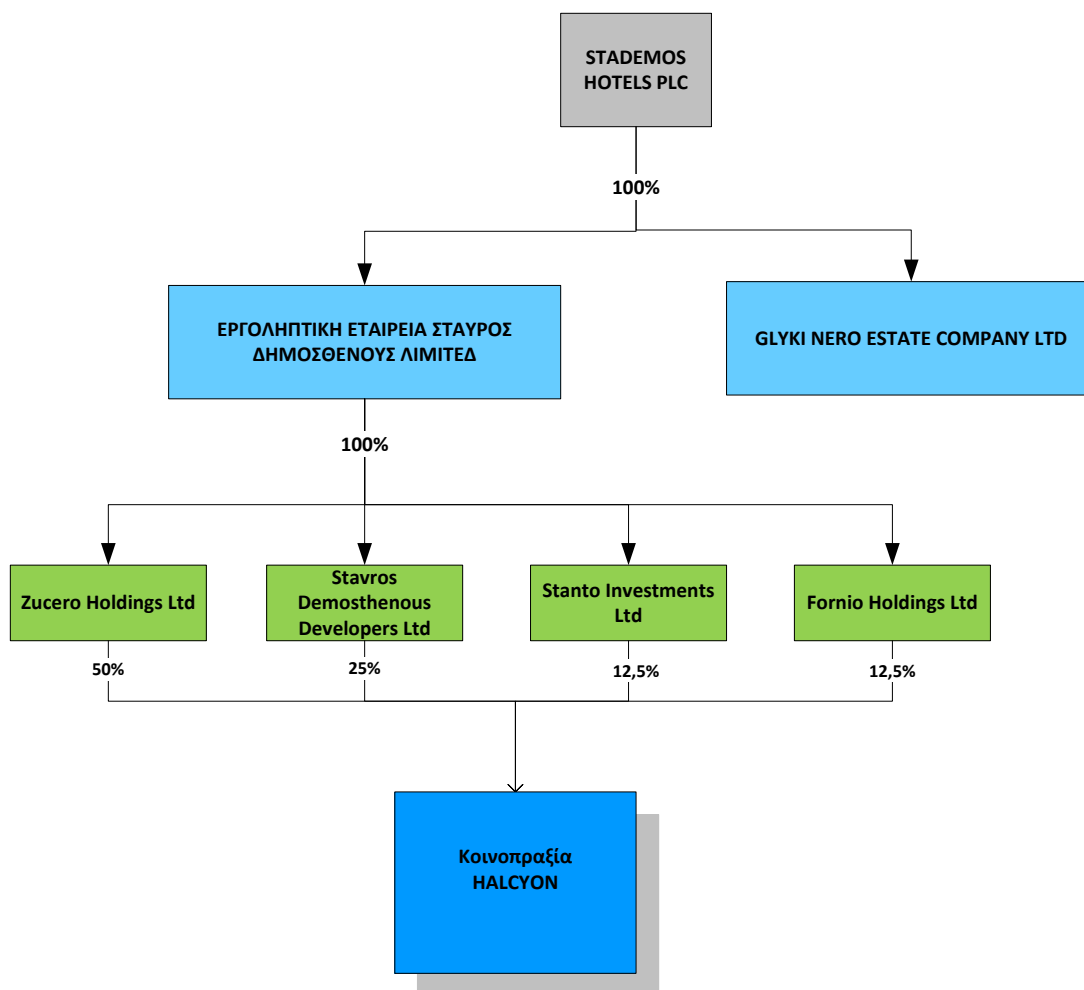 STADEMOS
HOTELS PLC
100%
ΕΡΓΟΛΗΠΤΙΚΗ ΕΤΑΙΡΕΙΑ ΣΤΑΥΡΟΣ
ΔΗΜΟΣΘΕΝΟΥΣ ΛΙΜΙΤΕΔ
GLYKI NERO ESTATE COMPANY LTD
100%
Zucero Holdings Ltd
Stavros
Demosthenous
Developers Ltd
Stanto Investments
Ltd
Fornio Holdings Ltd
50%
25%
12,5%
12,5%
Κοινοπραξία
HALCYON